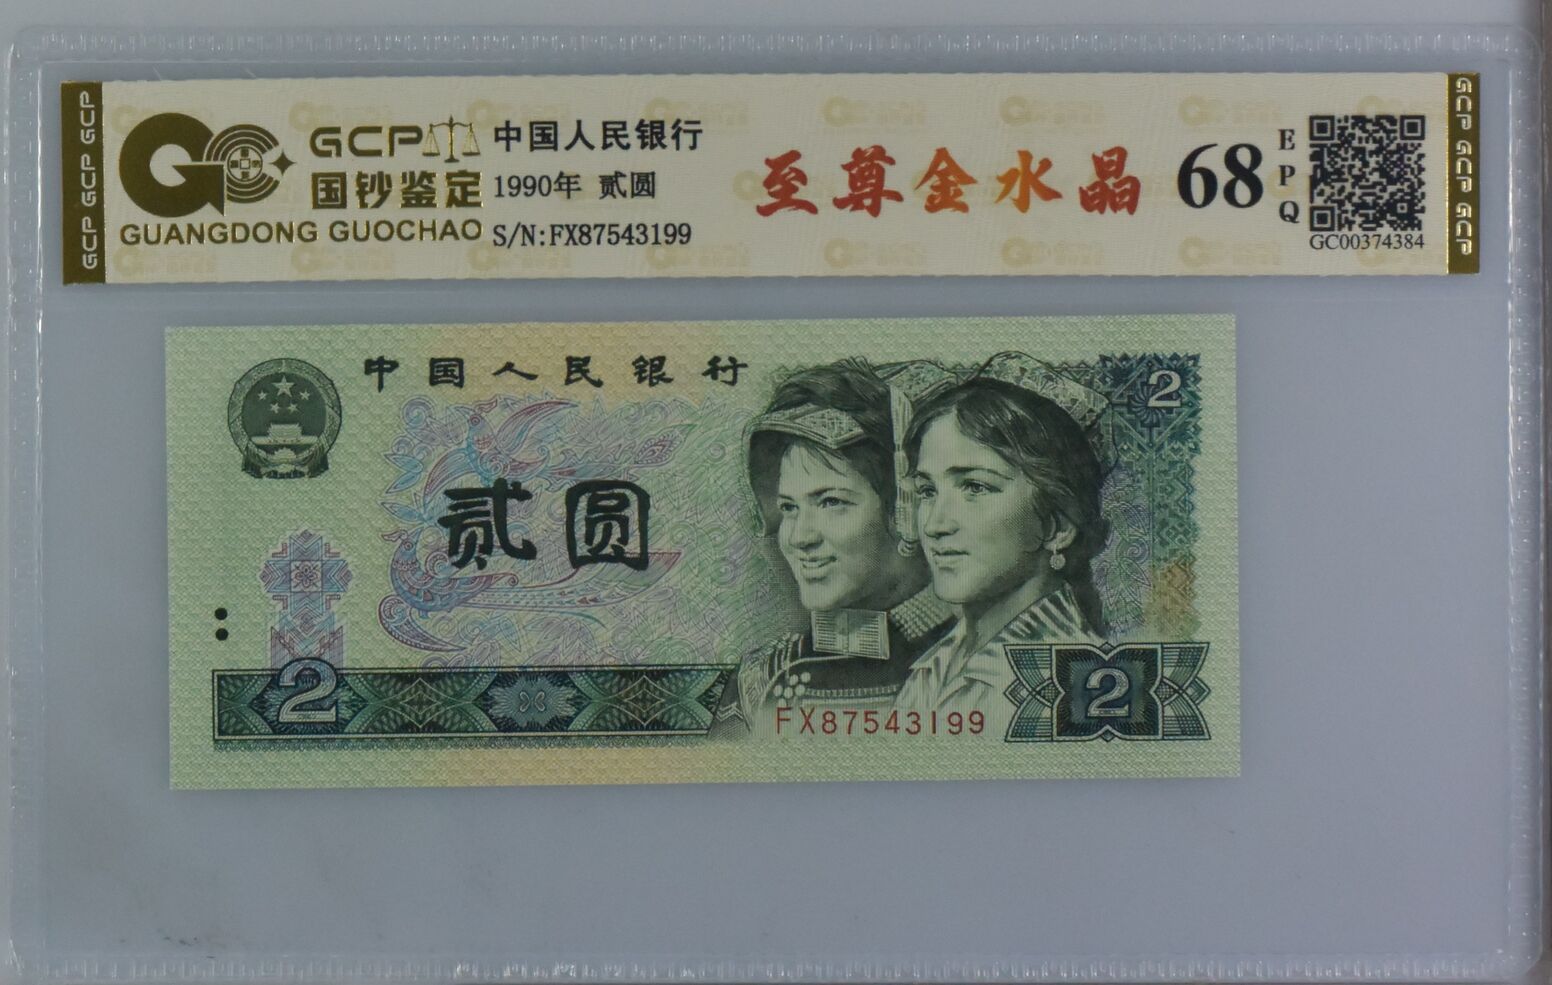 GCP GCP GCP
GCP
国钞鉴定
GUANGDONG GUOCHAO
中国人民银行
1990年 贰圆
S/N:FX87543199
至尊金水晶
68
EPQ
GC00374384
GCP GCP GCP
中国人民银行
2
贰圆
2
FX87543199
2